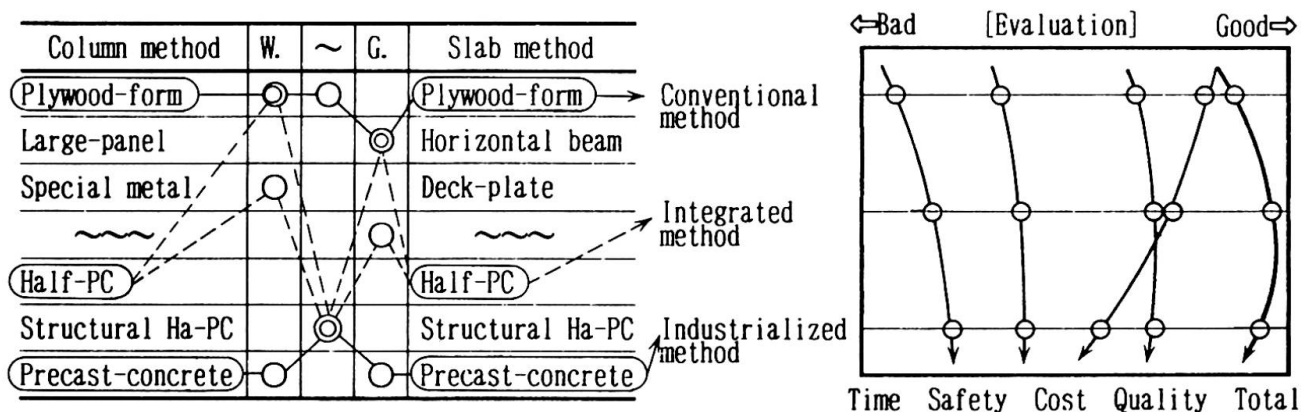 Column method W. ~ G. Slab method
Plywood-form Plywood-form
Large-panel Horizontal beam
Special metal Deck-plate
~~~ ~~~
Half-PC Half-PC
Structural Ha-PC Structural Ha-PC
Precast-concrete Precast-concrete
Conventional
method
Integrated
method
Industrialized
method
⇐Bad [Evaluation] Good⇒
Time Safety Cost Quality Total